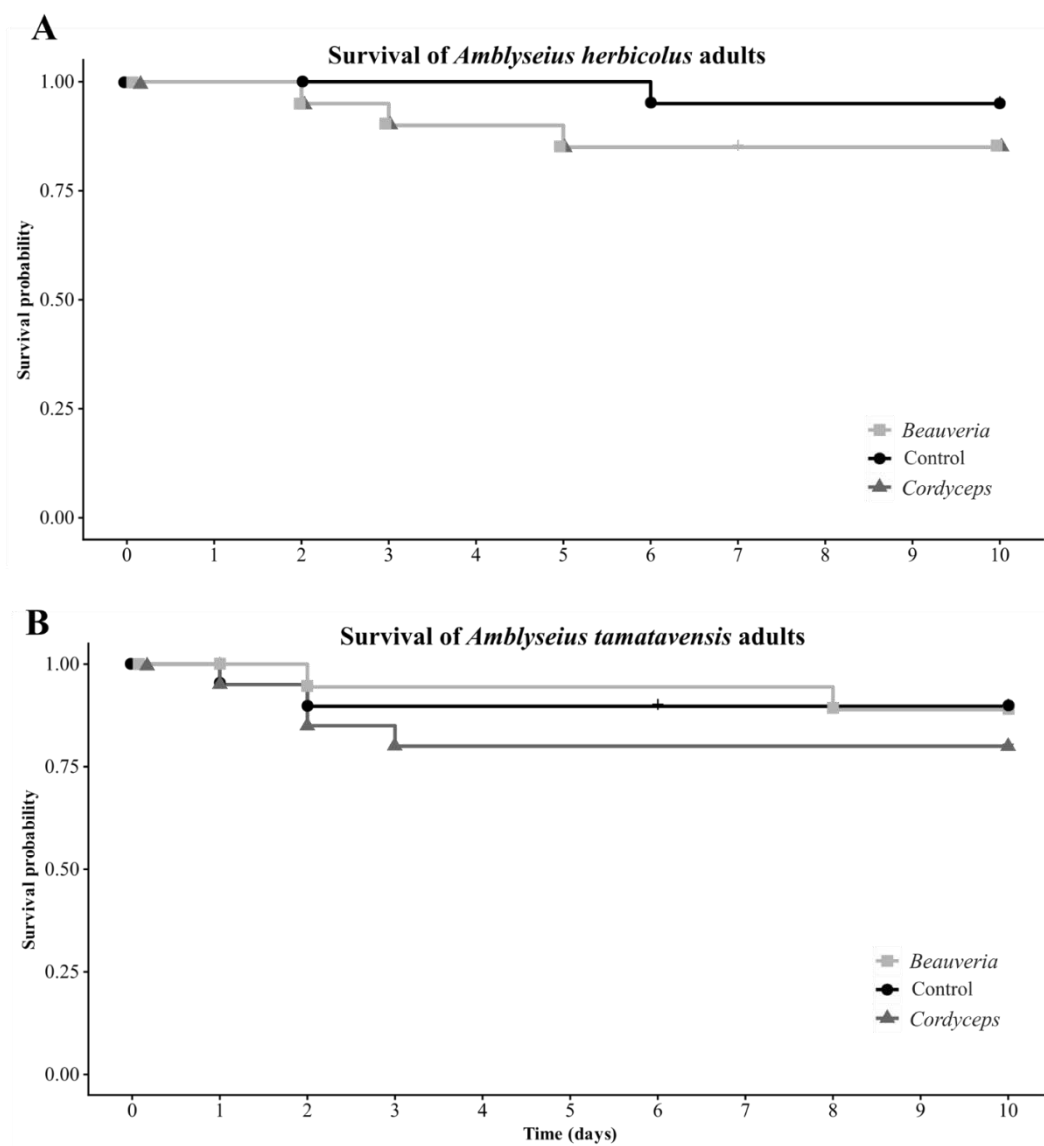 A
Survival of Amblyseius herbicolus adults
1.00
0.75
0.50
0.25
0.00
Survival probability
Beauveria
Control
Cordyceps
0 1 2 3 4 5 6 7 8 9 10
B
Survival of Amblyseius tamatavensis adults
1.00
0.75
0.50
0.25
0.00
Survival probability
Beauveria
Control
Cordyceps
0 1 2 3 4 5 6 7 8 9 10
Time (days)